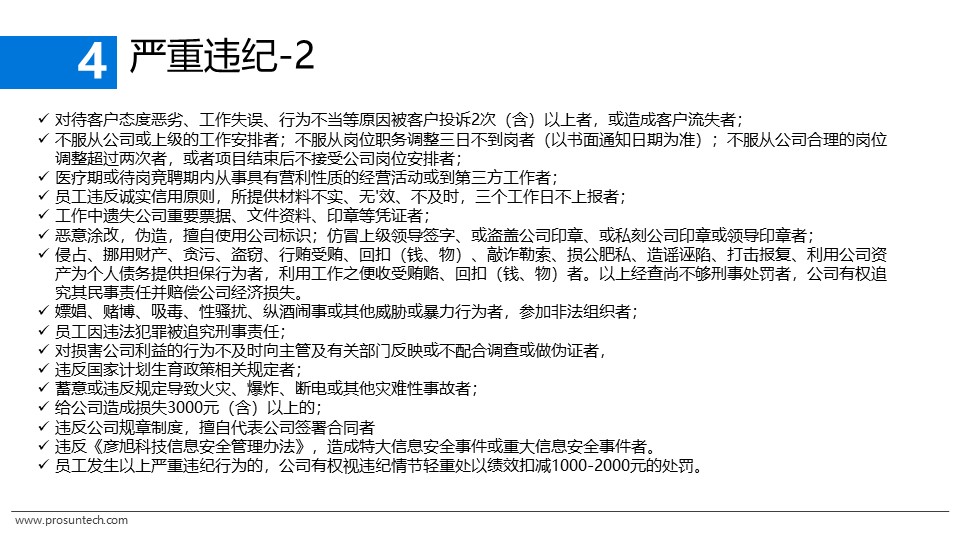 4 严重违纪-2
✓ 对待客户态度恶劣、工作失误、行为不当等原因被客户投诉2次（含）以上者，或造成客户流失者；
✓ 不服从公司或上级的工作安排者；不服从岗位职务调整三日不到岗者（以书面通知日期为准）；不服从公司合理的岗位
调整超过两次者，或者项目结束后不接受公司岗位安排者；
✓ 医疗期或待岗竞聘期内从事具有营利性质的经营活动或到第三方工作者；
✓ 员工违反诚实信用原则，所提供材料不实、无'效、不及时，三个工作日不上报者；
✓ 工作中遗失公司重要票据、文件资料、印章等凭证者；
✓ 恶意涂改，伪造，擅自使用公司标识；仿冒上级领导签字、或盗盖公司印章、或私刻公司印章或领导印章者；
✓ 侵占、挪用财产、贪污、盗窃、行贿受贿、回扣（钱、物）、敲诈勒索、损公肥私、造谣诬陷、打击报复、利用公司资
产为个人债务提供担保行为者，利用工作之便收受贿赂、回扣（钱、物）者。以上经查尚不够刑事处罚者，公司有权追
究其民事责任并赔偿公司经济损失。
✓ 嫖娼、赌博、吸毒、性骚扰、纵酒闹事或其他威胁或暴力行为者，参加非法组织者；
✓ 员工因违法犯罪被追究刑事责任；
✓ 对损害公司利益的行为不及时向主管及有关部门反映或不配合调查或做伪证者，
✓ 违反国家计划生育政策相关规定者；
✓ 蓄意或违反规定导致火灾、爆炸、断电或其他灾难性事故者；
✓ 给公司造成损失3000元（含）以上的；
✓ 违反公司规章制度，擅自代表公司签署合同者
✓ 违反《彦旭科技信息安全管理办法》，造成特大信息安全事件或重大信息安全事件者。
✓ 员工发生以上严重违纪行为的，公司有权视违纪情节轻重处以绩效扣减1000-2000元的处罚。
www.prosuntech.com